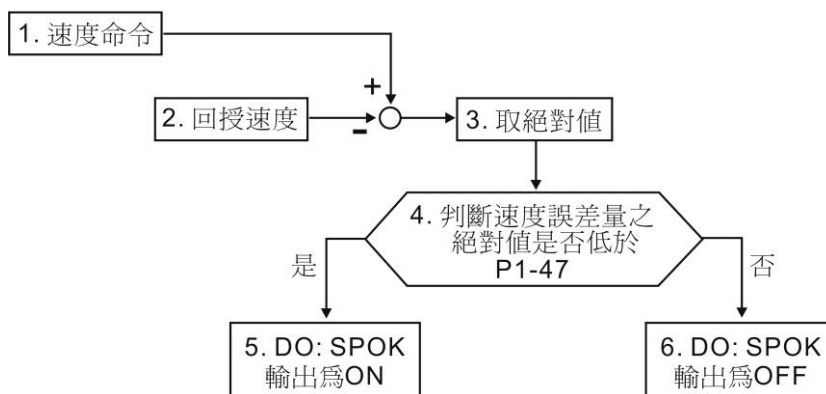 1. 速度命令
+
2. 回授速度
-
3. 取絕對值
4. 判斷速度誤差量之
絕對值是否低於
P1-47
是
否
5. DO: SPOK
輸出爲ON
6. DO: SPOK
輸出爲OFF